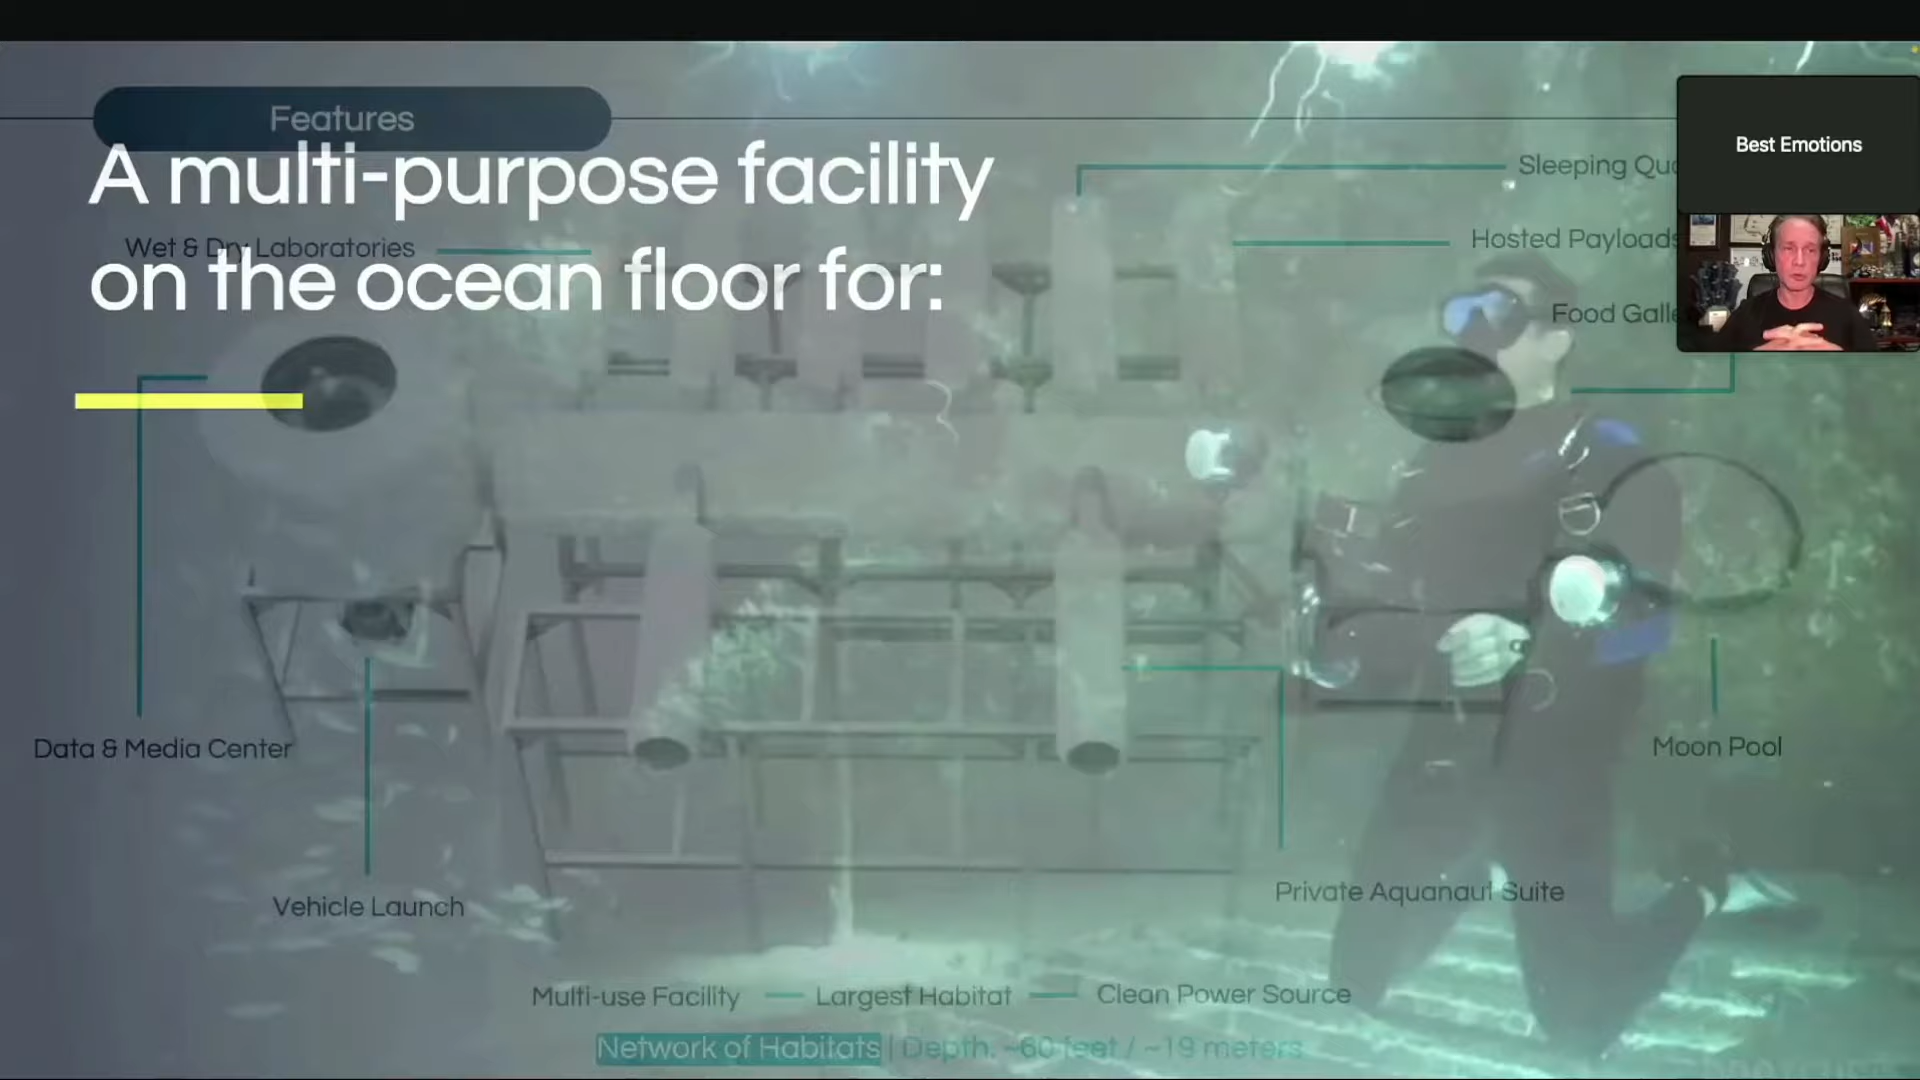 Features
A multi-purpose facility
on the ocean floor for:
Wet & Dry Laboratories
Sleeping
Hosted Payloads
Food
Best Emotions
Data & Media Center
Moon Pool
Vehicle Launch
Private Aquanaut Suite
Multi-use Facility — Largest Habitat — Clean Power Source
Network of Habitats | Depth. ~60 feet / ~19 meters